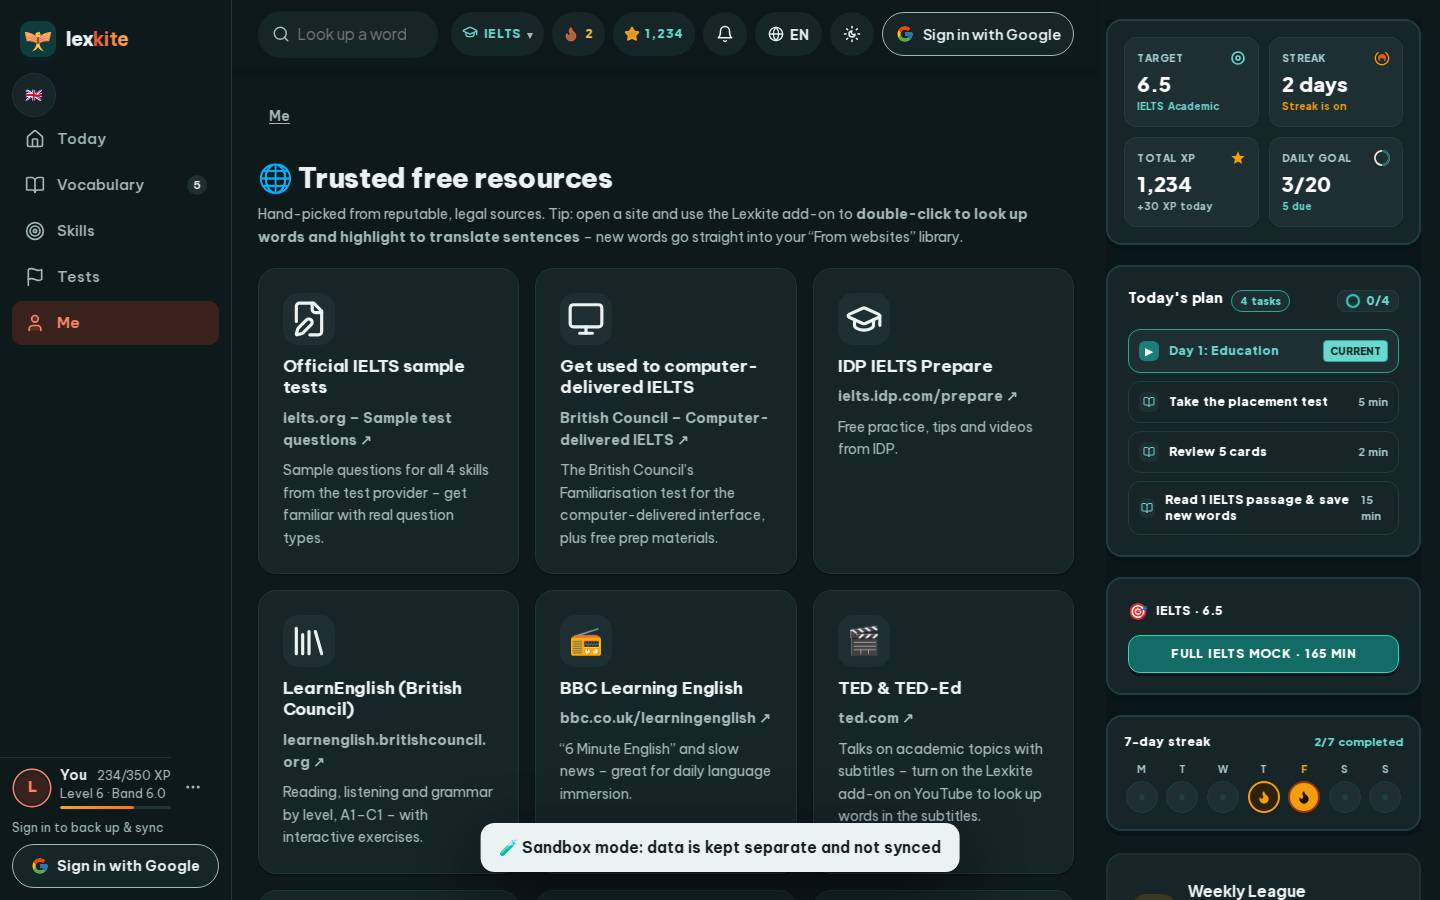 lexkite
Today
Vocabulary 5
Skills
Tests
Me
You 234/350 XP
Level 6 · Band 6.0
L
Sign in to back up & sync
Sign in with Google
Look up a word
IELTS ▾
2
1,234
EN
Sign in with Google
Me
Trusted free resources
Hand-picked from reputable, legal sources. Tip: open a site and use the Lexkite add-on to double-click to look up
words and highlight to translate sentences – new words go straight into your “From websites” library.
Official IELTS sample
tests
ielts.org – Sample test
questions ↗
Sample questions for all 4 skills
from the test provider – get
familiar with real question
types.
Get used to computer-
delivered IELTS
British Council – Computer-
delivered IELTS ↗
The British Council’s
Familiarisation test for the
computer-delivered interface,
plus free prep materials.
IDP IELTS Prepare
ielts.idp.com/prepare ↗
Free practice, tips and videos
from IDP.
LearnEnglish (British
Council)
learnenglish.britishcouncil.
org ↗
Reading, listening and grammar
by level, A1–C1 – with
interactive exercises.
BBC Learning English
bbc.co.uk/learningenglish ↗
“6 Minute English” and slow
news – great for daily language
immersion.
TED & TED-Ed
ted.com ↗
Talks on academic topics with
subtitles – turn on the Lexkite
add-on on YouTube to look up
words in the subtitles.
Sandbox mode: data is kept separate and not synced
TARGET
6.5
IELTS Academic
STREAK
2 days
Streak is on
TOTAL XP
1,234
+30 XP today
DAILY GOAL
3/20
5 due
Today's plan 4 tasks 0/4
Day 1: Education CURRENT
Take the placement test 5 min
Review 5 cards 2 min
Read 1 IELTS passage & save 15
new words min
IELTS · 6.5
FULL IELTS MOCK · 165 MIN
7-day streak 2/7 completed
M T W T F S S
Weekly League